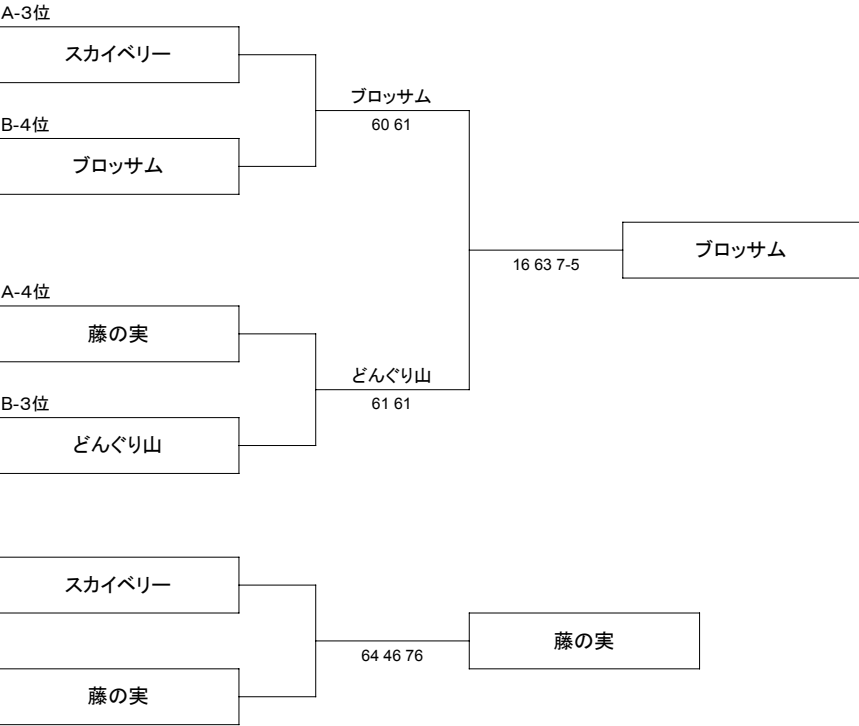 A-3位
スカイベリー
ブロッサム
60 61
B-4位
ブロッサム
ブロッサム
16 63 7-5
A-4位
藤の実
どんぐり山
61 61
B-3位
どんぐり山
スカイベリー
藤の実
64 46 76
藤の実